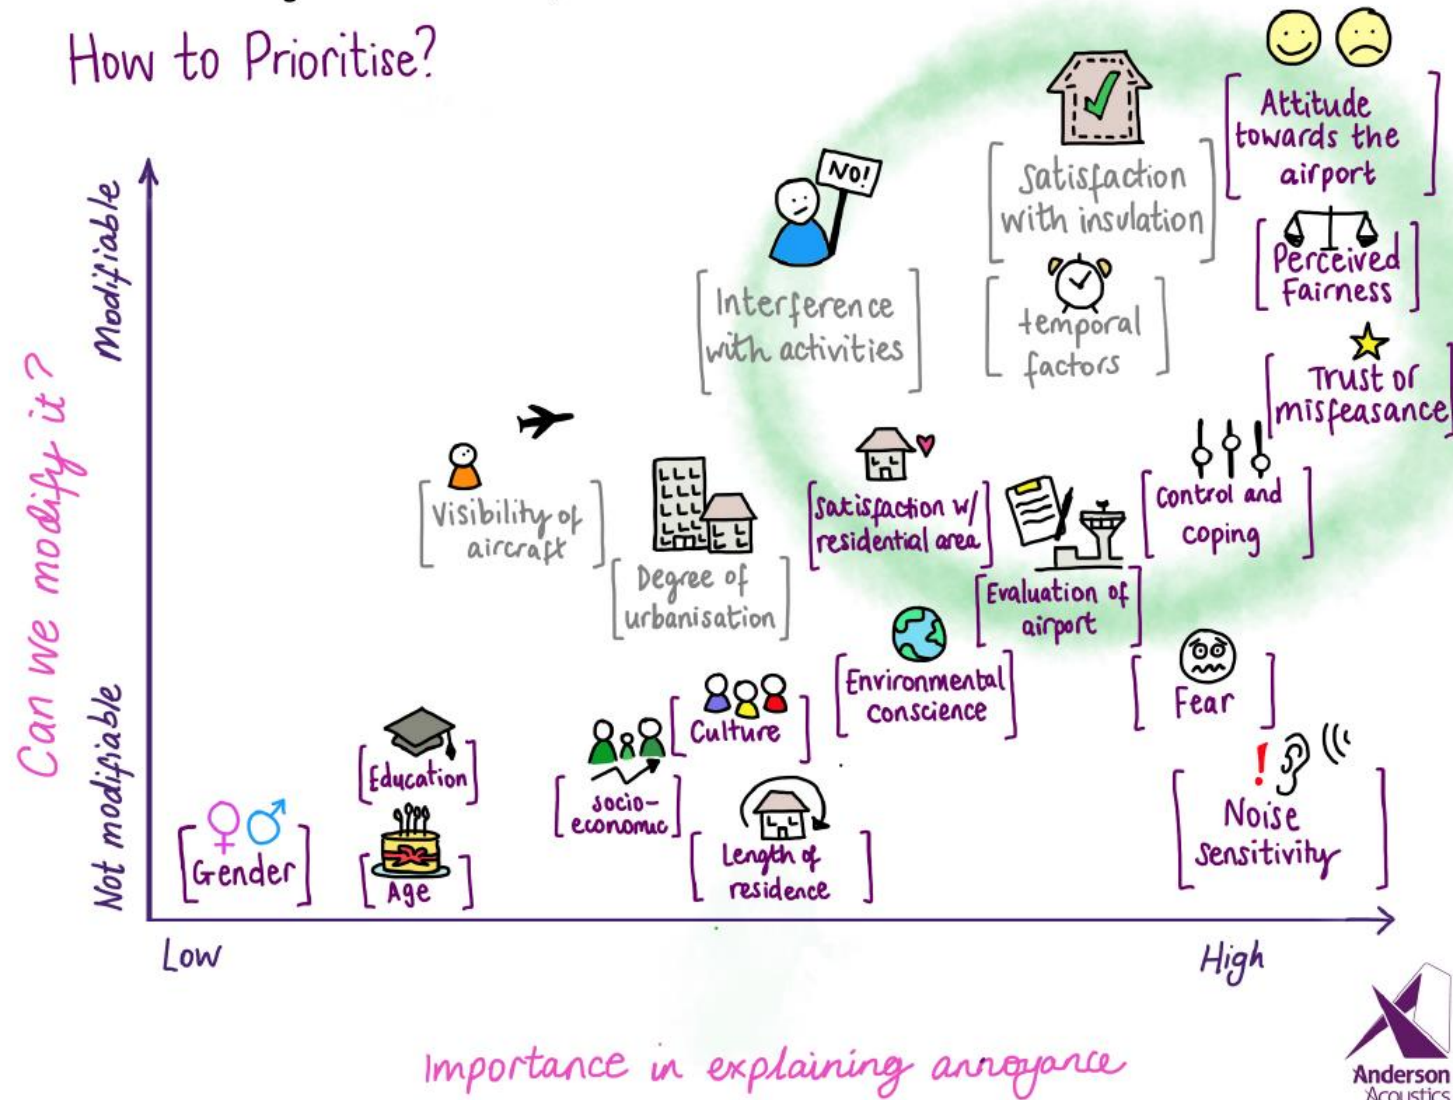 How to Prioritise?
NO!
Attitude
towards the
airport
Satisfaction
with insulation
Perceived
Fairness
Interference
with activities
temporal
factors
Trust or
misfeasance
Modifiable
Can we modify it?
Not modifiable
Visibility of
aircraft
Degree of
urbanisation
Satisfaction w/
residential area
Control and
coping
Evaluation of
airport
Environmental
conscience
Fear
Culture
Education
Socio-
economic
Noise
Sensitivity
Gender
Age
Length of
residence
Low
High
Importance in explaining annoyance
Anderson
Acoustics